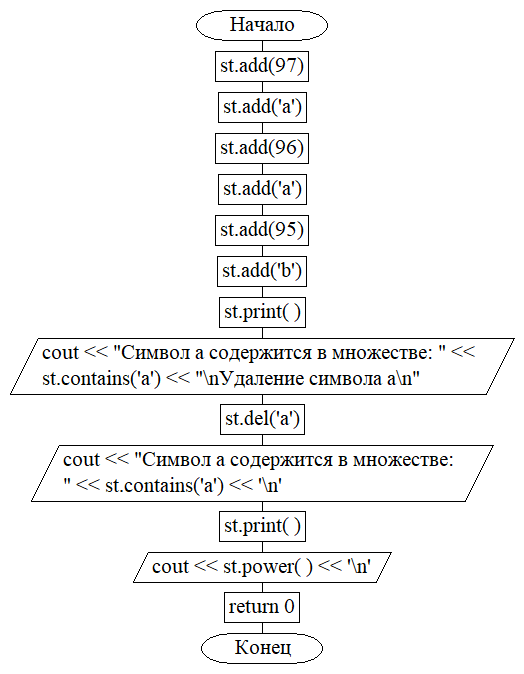 Начало
st.add(97)
st.add('a')
st.add(96)
st.add('a')
st.add(95)
st.add('b')
st.print( )
cout << "Символ a содержится в множестве: " <<
st.contains('a') << "\nУдаление символа a\n"
st.del('a')
cout << "Символ a содержится в множестве:
" << st.contains('a') << '\n'
st.print( )
cout << st.power( ) << '\n'
return 0
Конец